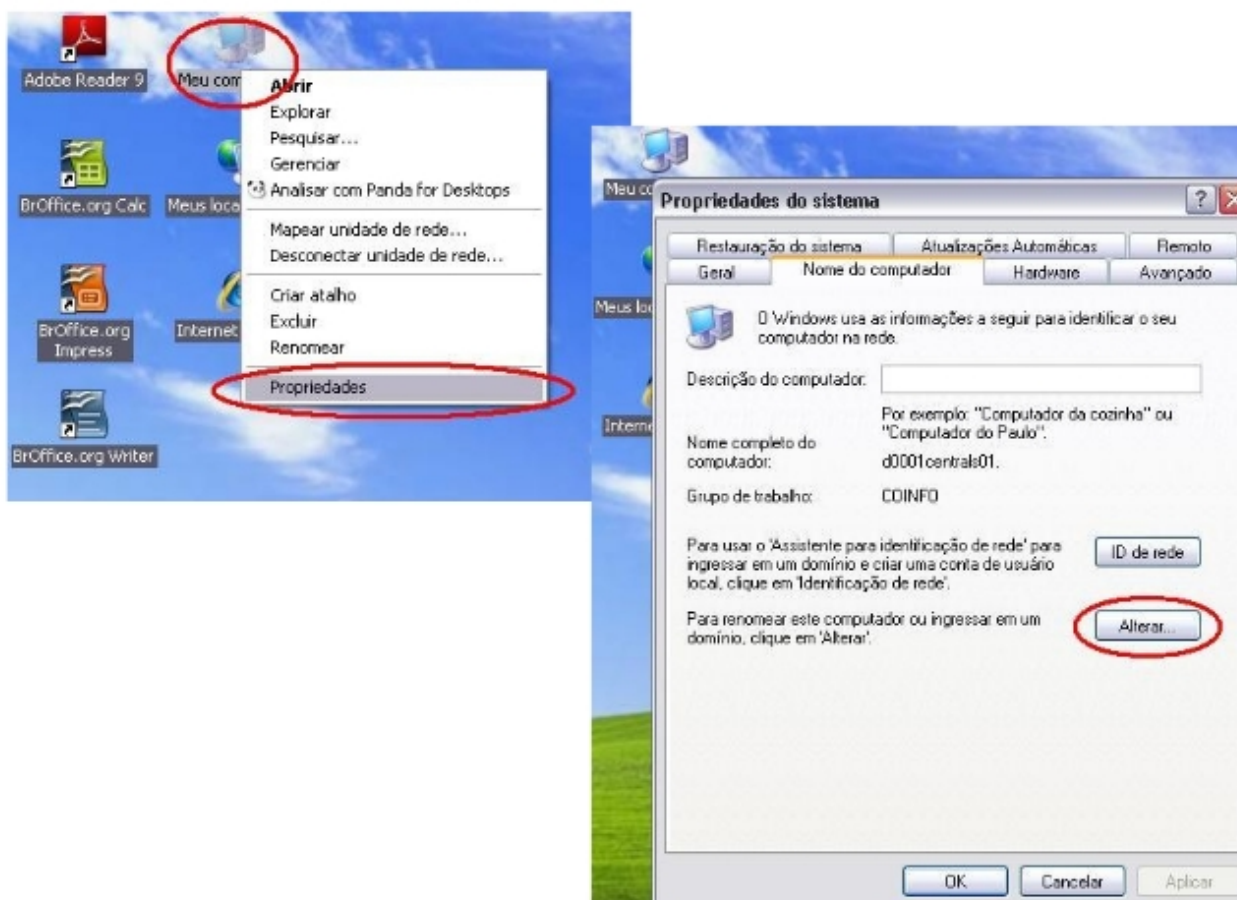 Adobe Reader 9
Meu com
Abrir
Explorar
Pesquisar...
Gerenciar
Analisar com Panda for Desktops
Mapear unidade de rede...
Desconectar unidade de rede...
Criar atalho
Excluir
Renomear
Propriedades
BrOffice.org Calc
Meus loca
BrOffice.org
Impress
Internet
BrOffice.org Writer
Meu co
Meus loc
Interne
Propriedades do sistema
Restauração do sistema
Atualizações Automáticas
Remoto
Geral
Nome do computador
Hardware
Avançado
O Windows usa as informações a seguir para identificar o seu
computador na rede.
Descrição do computador:
Por exemplo: "Computador da cozinha" ou
"Computador do Paulo".
Nome completo do
computador:
d0001centrals01.
Grupo de trabalho:
COINFO
Para usar o 'Assistente para identificação de rede' para
ingressar em um domínio e criar uma conta de usuário
local, clique em 'Identificação de rede'.
ID de rede
Para renomear este computador ou ingressar em um
domínio, clique em 'Alterar'.
Alterar...
OK
Cancelar
Aplicar